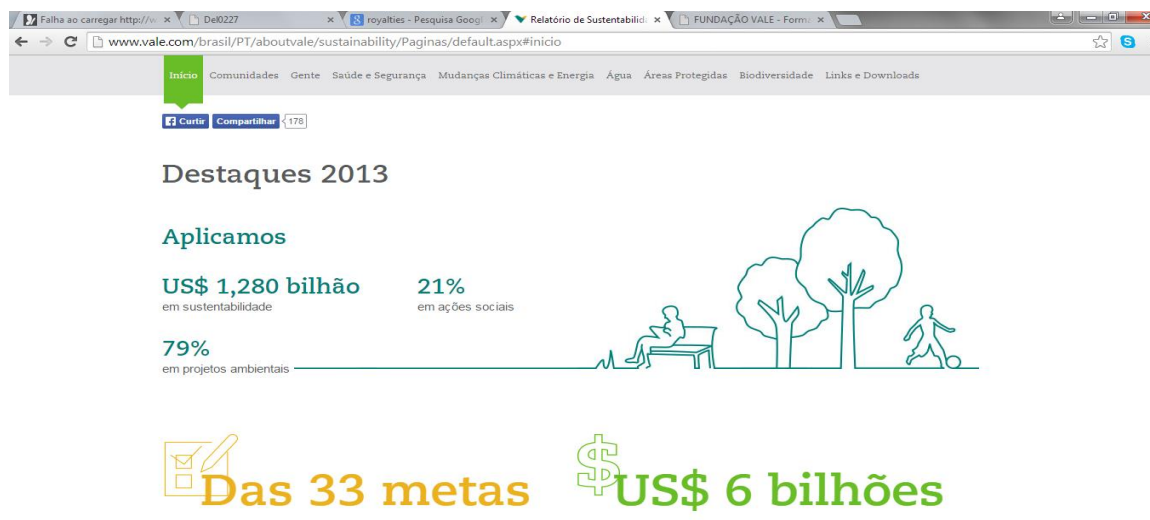 Falha ao carregar http://v
Del0227
royalties - Pesquisa Goog
Relatório de Sustentabilid
FUNDAÇÃO VALE - Form
www.vale.com/brasil/PT/aboutvale/sustainability/Paginas/default.aspx#inicio
Início Comunidades Gente Saúde e Segurança Mudanças Climáticas e Energia Água Áreas Protegidas Biodiversidade Links e Downloads
Curtir Compartilhar 178
Destaques 2013
Aplicamos
US$ 1,280 bilhão 21%
em sustentabilidade em ações sociais
79%
em projetos ambientais
Das 33 metas US$ 6 bilhões